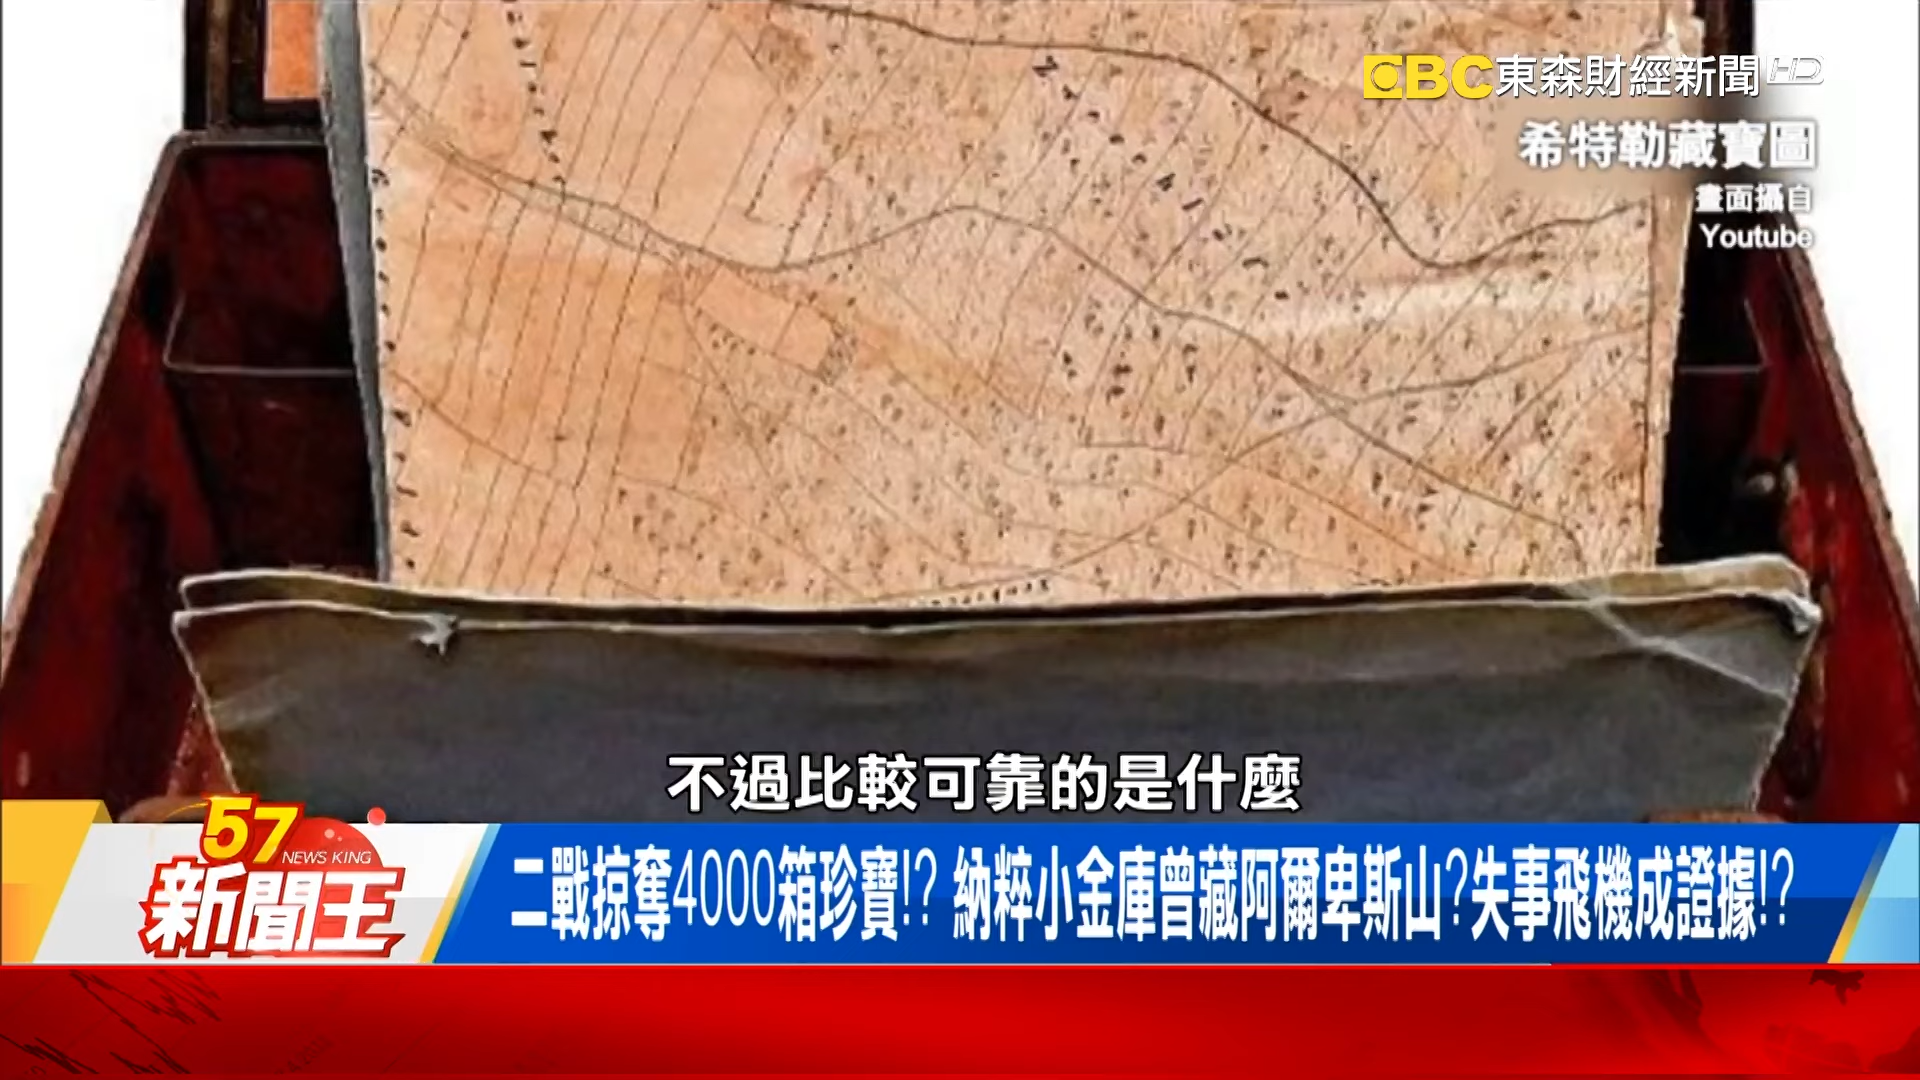 EBC東森財經新聞HD
希特勒藏寶圖
畫面攝自
Youtube
不過比較可靠的是什麼
57
NEWS KING
新聞王
二戰掠奪4000箱珍寶!? 納粹小金庫曾藏阿爾卑斯山?失事飛機成證據!?